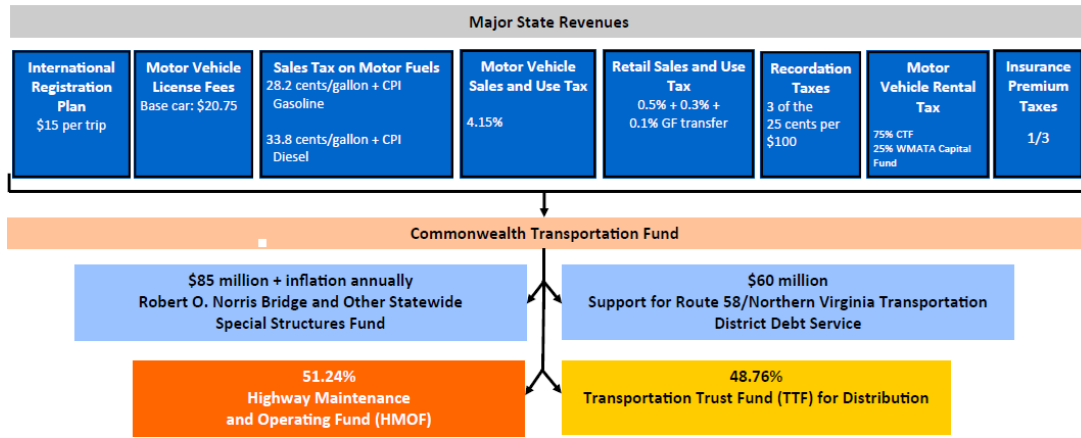 Major State Revenues
International
Registration
Plan
$15 per trip
Motor Vehicle
License Fees
Base car: $20.75
Sales Tax on Motor Fuels
28.2 cents/gallon + CPI
Gasoline
33.8 cents/gallon + CPI
Diesel
Motor Vehicle
Sales and Use Tax
4.15%
Retail Sales and Use
Tax
0.5% + 0.3% +
0.1% GF transfer
Recordation
Taxes
3 of the
25 cents per
$100
Motor
Vehicle Rental
Tax
75% CTF
25% WMATA Capital
Fund
Insurance
Premium
Taxes
1/3
Commonwealth Transportation Fund
$85 million + inflation annually
Robert O. Norris Bridge and Other Statewide
Special Structures Fund
$60 million
Support for Route 58/Northern Virginia Transportation
District Debt Service
51.24%
Highway Maintenance
and Operating Fund (HMOF)
48.76%
Transportation Trust Fund (TTF) for Distribution